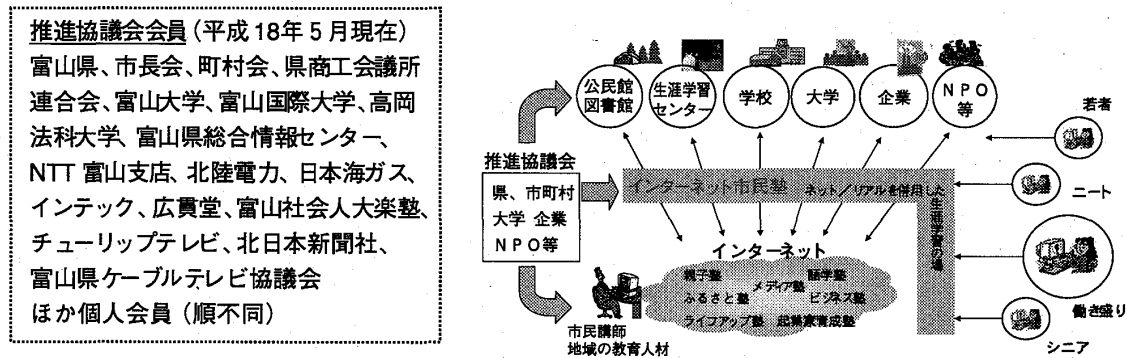 推進協議会会員（平成18年5月現在）
富山県、市長会、町村会、県商工会議所
連合会、富山大学、富山国際大学、高岡
法科大学、富山県総合情報センター、
NTT 富山支店、北陸電力、日本海ガス、
インテック、広貫堂、富山社会人大楽塾、
チューリップテレビ、北日本新聞社、
富山県ケーブルテレビ協議会
ほか個人会員（順不同）
公民館
図書館
生涯学習
センター
学校
大学
企業
ＮＰＯ
等
若者
推進協議会
県、市町村
大学 企業
ＮＰＯ等
インターネット市民塾
ネット／リアルを併用した
生涯学習の場
ニート
インターネット
親子塾
語学塾
メディア塾
ふるさと塾
ビジネス塾
ライフアップ塾
起業家育成塾
働き盛り
シニア
市民講師
地域の教育人材